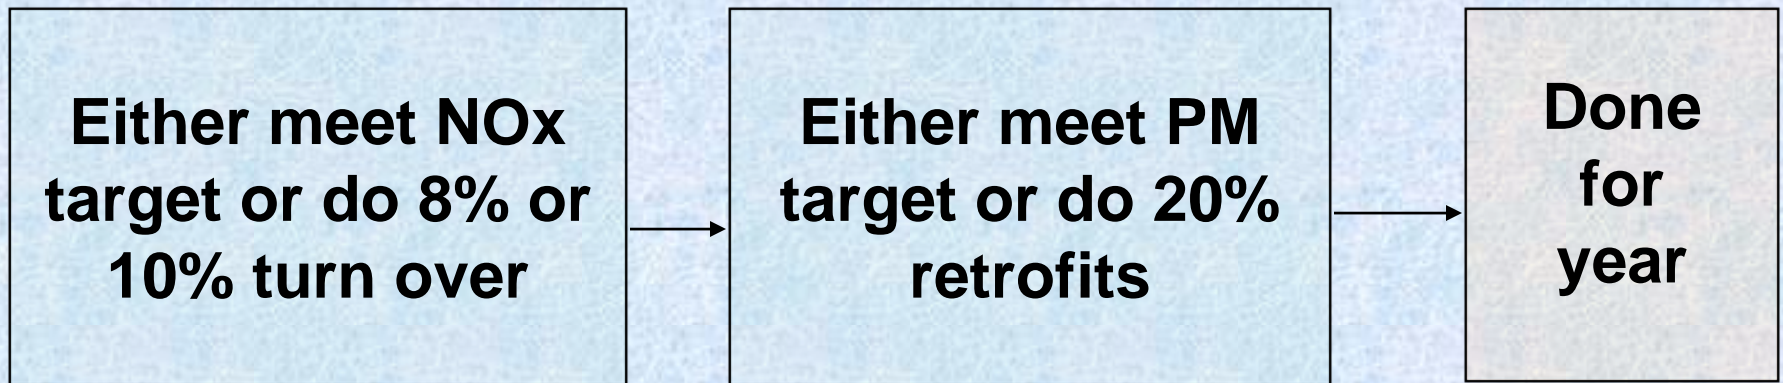 Either meet NOx
target or do 8% or
10% turn over
Either meet PM
target or do 20%
retrofits
Done
for
year